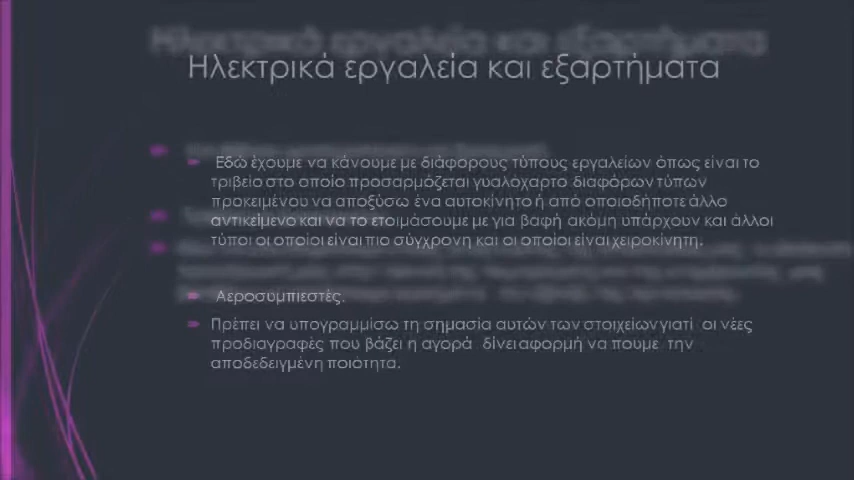 Ηλεκτρικά εργαλεία και εξαρτήματα
Εδώ έχουμε να κάνουμε με διάφορους τύπους εργαλείων όπως είναι το
τριβείο στο οποίο προσαρμόζεται γυαλόχαρτο διαφόρων τύπων
προκειμένου να αποξύσω ένα αυτοκίνητο ή από οποιοδήποτε άλλο
αντικείμενο και να το ετοιμάσουμε με για βαφή ακόμη υπάρχουν και άλλοι
τύποι οι οποίοι είναι πιο σύγχρονη και οι οποίοι είναι χειροκίνητη.
Αεροσυμπιεστές.
Πρέπει να υπογραμμίσω τη σημασία αυτών των στοιχείων γιατί οι νέες
προδιαγραφές που βάζει η αγορά δίνει αφορμή να πουμε την
αποδεδειγμένη ποιότητα.